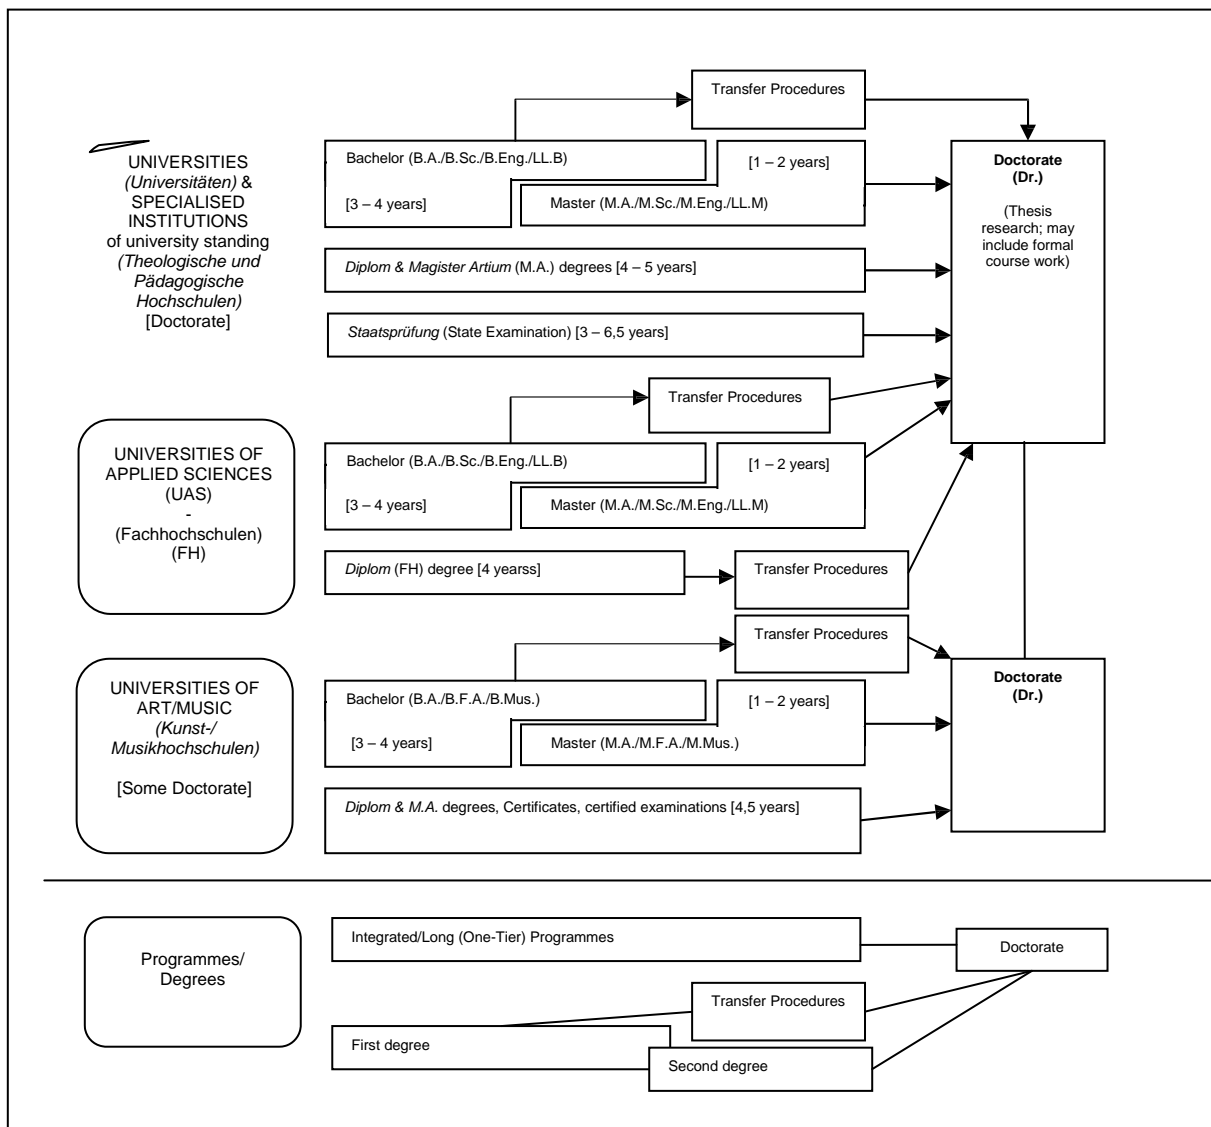 Transfer Procedures
UNIVERSITIES
(Universitäten) &
SPECIALISED
INSTITUTIONS
of university standing
(Theologische und
Pädagogische
Hochschulen)
[Doctorate]
Bachelor (B.A./B.Sc./B.Eng./LL.B)
[3 – 4 years]
[1 – 2 years]
Master (M.A./M.Sc./M.Eng./LL.M)
Diplom & Magister Artium (M.A.) degrees [4 – 5 years]
Staatsprüfung (State Examination) [3 – 6,5 years]
Doctorate
(Dr.)
(Thesis
research; may
include formal
course work)
Transfer Procedures
UNIVERSITIES OF
APPLIED SCIENCES
(UAS)
-
(Fachhochschulen)
(FH)
Bachelor (B.A./B.Sc./B.Eng./LL.B)
[3 – 4 years]
[1 – 2 years]
Master (M.A./M.Sc./M.Eng./LL.M)
Diplom (FH) degree [4 yearss]
Transfer Procedures
Transfer Procedures
UNIVERSITIES OF
ART/MUSIC
(Kunst-/
Musikhochschulen)
[Some Doctorate]
Bachelor (B.A./B.F.A./B.Mus.)
[3 – 4 years]
[1 – 2 years]
Master (M.A./M.F.A./M.Mus.)
Diplom & M.A. degrees, Certificates, certified examinations [4,5 years]
Doctorate
(Dr.)
Programmes/
Degrees
Integrated/Long (One-Tier) Programmes
Doctorate
Transfer Procedures
First degree
Second degree